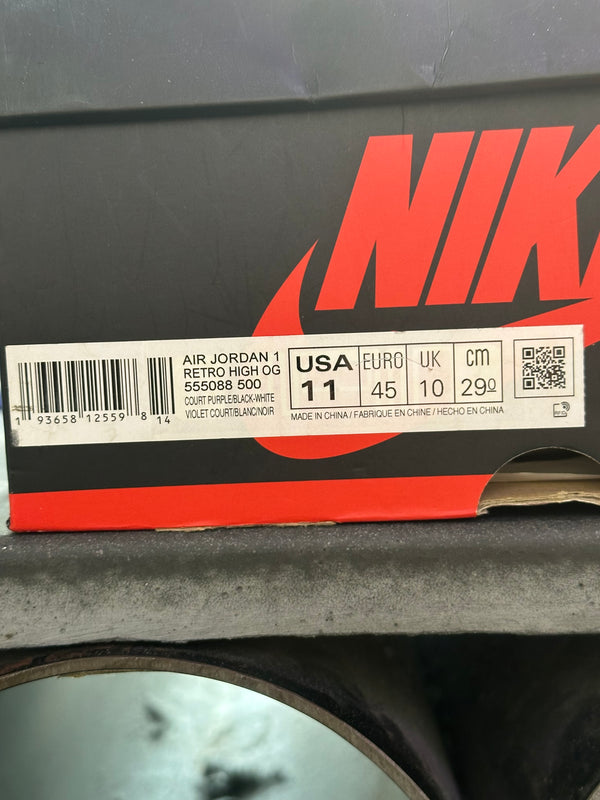 NIK
AIR JORDAN 1
RETRO HIGH OG
555088 500
COURT PURPLE/BLACK-WHITE
VIOLET COURT/BLANC/NOIR
1 93658 12559 8 14
USA
11
EURO
45
UK
10
cm
290
MADE IN CHINA / FABRIQUE EN CHINE / HECHO EN CHINA